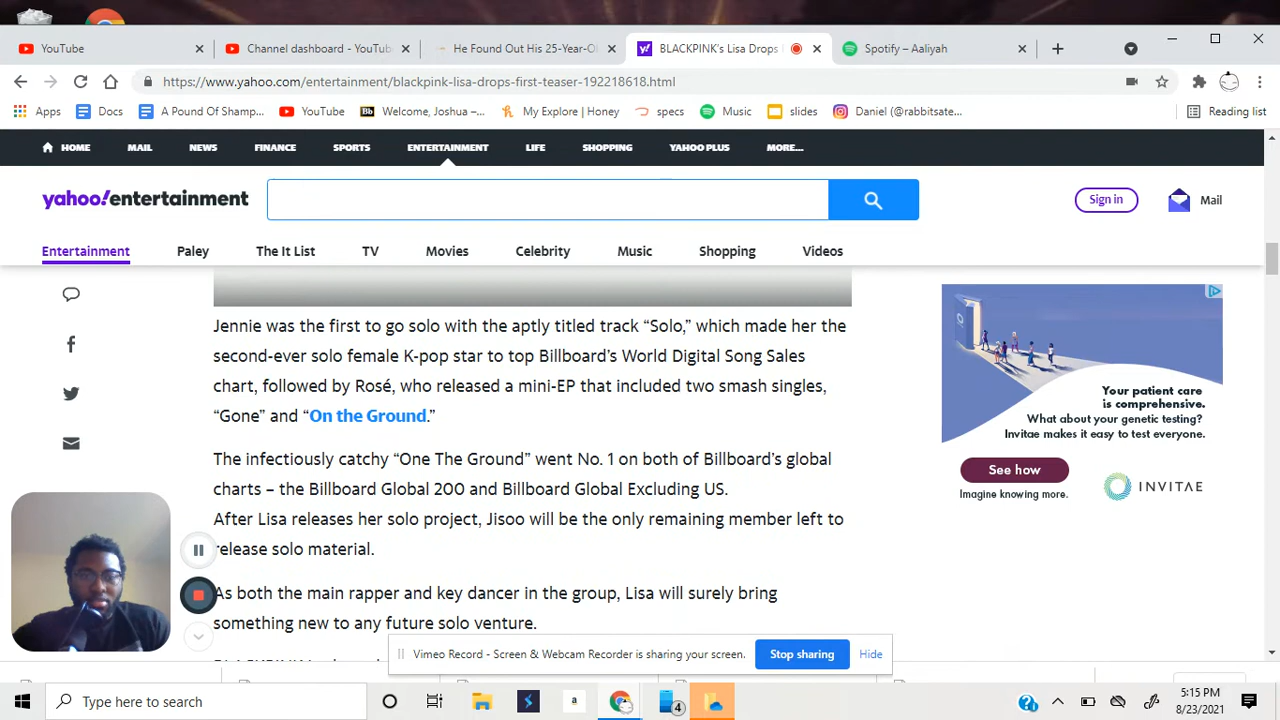 YouTube
Channel dashboard - YouTube
He Found Out His 25-Year-O
BLACKPINK's Lisa Drops
Spotify – Aaliyah
https://www.yahoo.com/entertainment/blackpink-lisa-drops-first-teaser-192218618.html
Apps Docs A Pound Of Shamp... YouTube Bb Welcome, Joshua –... My Explore | Honey specs Music slides Daniel (@rabbitsate... Reading list
HOME MAIL NEWS FINANCE SPORTS ENTERTAINMENT LIFE SHOPPING YAHOO PLUS MORE...
yahoo!entertainment
Sign in Mail
Entertainment Paley The It List TV Movies Celebrity Music Shopping Videos
Jennie was the first to go solo with the aptly titled track “Solo,” which made her the
second-ever solo female K-pop star to top Billboard’s World Digital Song Sales
chart, followed by Rosé, who released a mini-EP that included two smash singles,
“Gone” and “On the Ground.”
The infectiously catchy “One The Ground” went No. 1 on both of Billboard’s global
charts – the Billboard Global 200 and Billboard Global Excluding US.
After Lisa releases her solo project, Jisoo will be the only remaining member left to
release solo material.
As both the main rapper and key dancer in the group, Lisa will surely bring
something new to any future solo venture.
Your patient care
is comprehensive.
What about your genetic testing?
Invitae makes it easy to test everyone.
See how
Imagine knowing more.
INVITAE
Vimeo Record - Screen & Webcam Recorder is sharing your screen. Stop sharing Hide
Type here to search
a
4
5:15 PM
8/23/2021